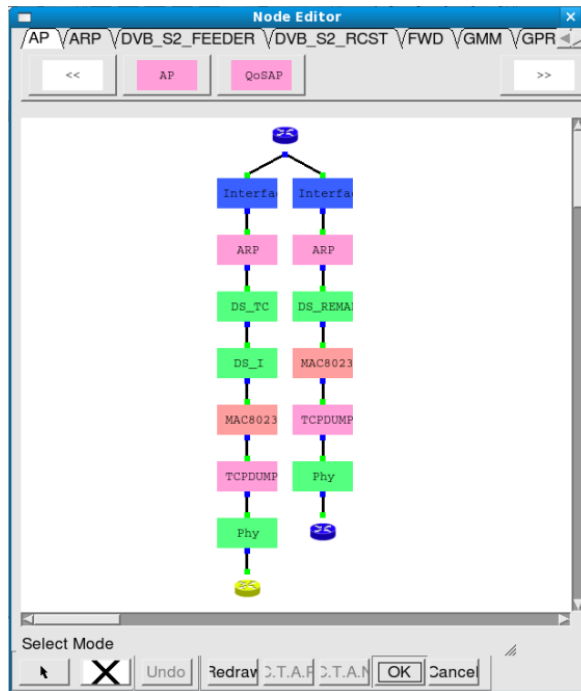 Node Editor
AP ARP DVB_S2_FEEDER DVB_S2_RCST FWD GMM GPR
<< AP QoSAP >>
Interfa Interfa
ARP ARP
DS_TC DS_REMA
DS_I MAC8023
MAC8023 TCPDUMP
TCPDUMP Phy
Phy
Select Mode
Undo Redraw C.T.A.F C.T.A.N OK Cancel